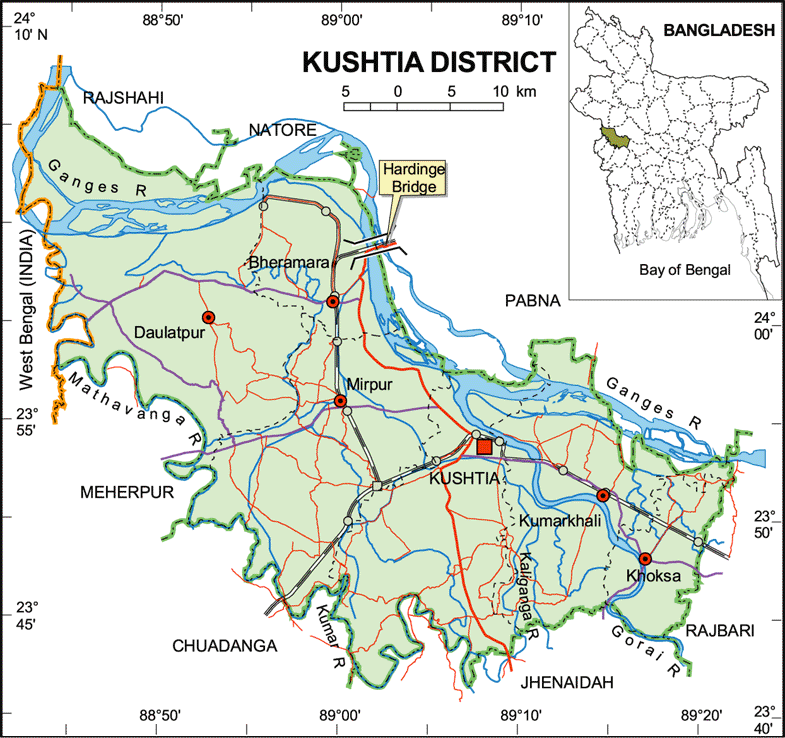 24°
10' N
88°50'
89°00'
89°10'
BANGLADESH
KUSHTIA DISTRICT
5 0 5 10 km
RAJSHAHI
NATORE
Hardinge
Bridge
Ganges R
Bheramara
Bay of Bengal
West Bengal (INDIA)
PABNA
Daulatpur
24°
00'
Mathavanga R
Mirpur
Ganges R
23°
55'
KUSHTIA
MEHERPUR
Kumarkhali
23°
50'
Kaliganga R
Khoksa
23°
45'
Kumar R
Gorai R
RAJBARI
CHUADANGA
JHENAIDAH
88°50'
89°00'
89°10'
89°20'
23°
40'